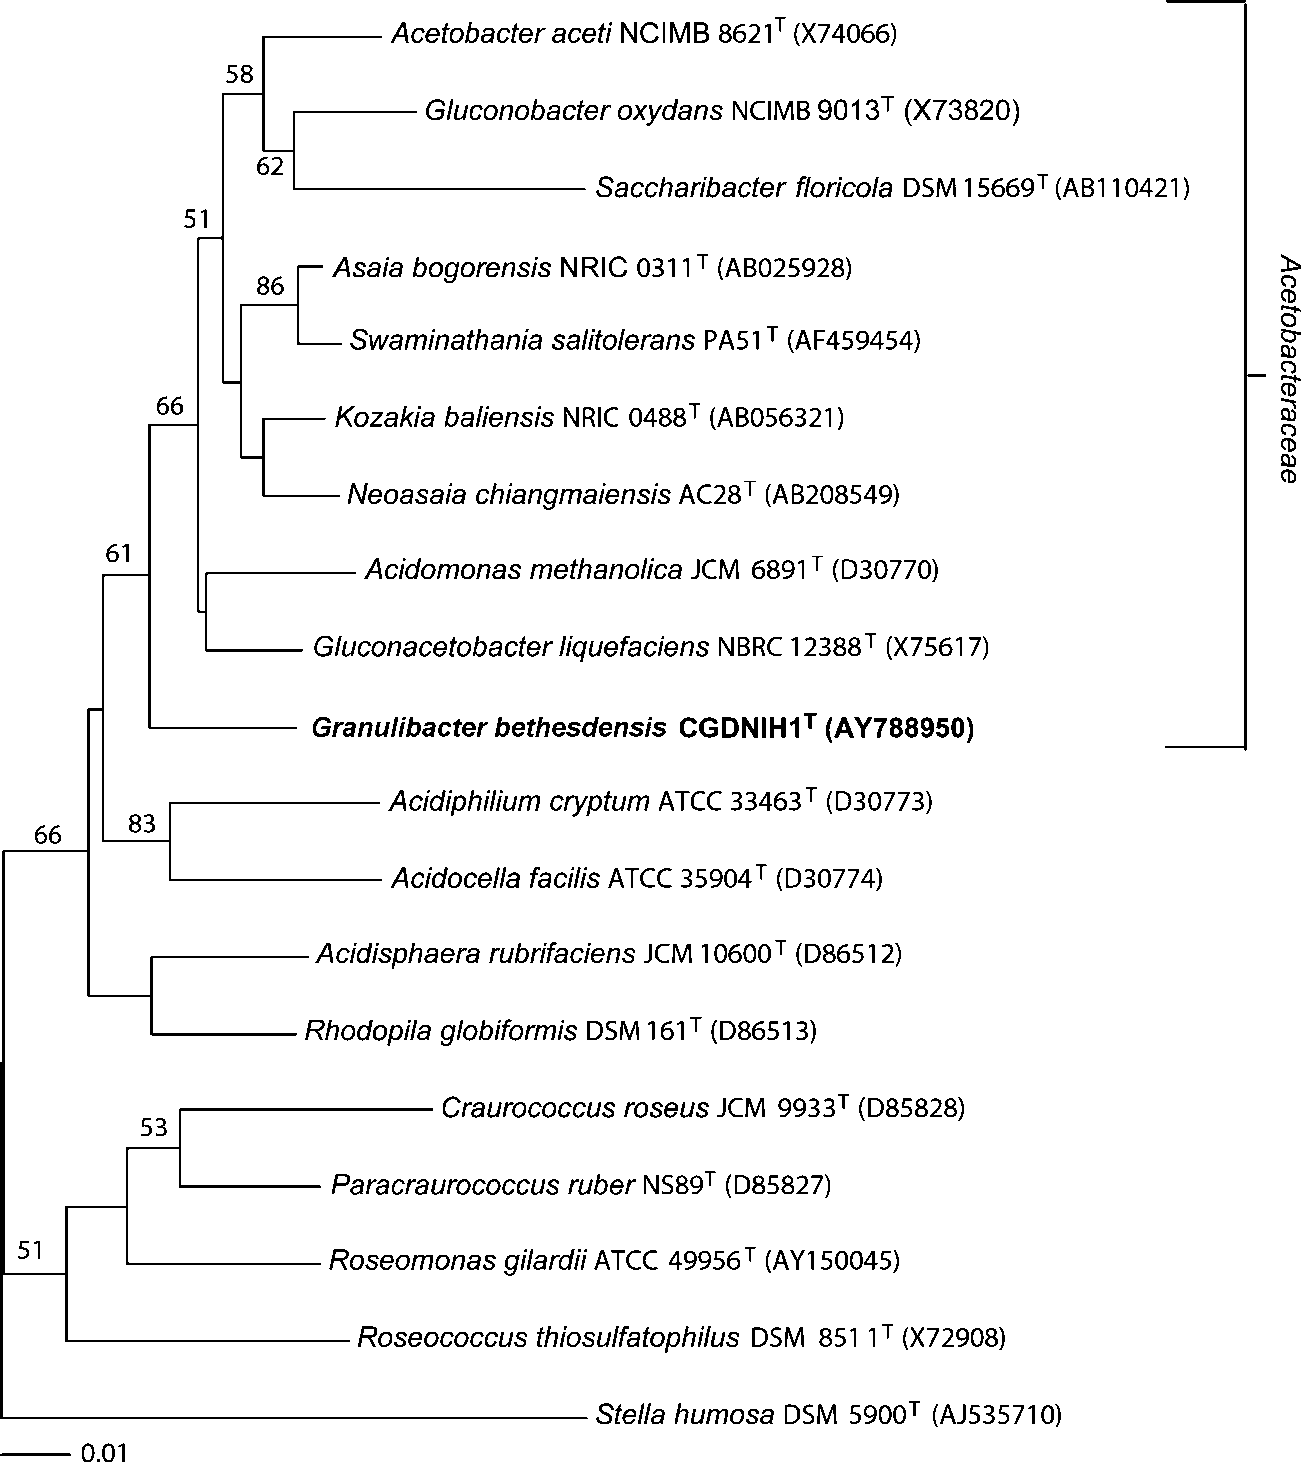 Acetobacter aceti NCIMB 8621T (X74066)
58
Gluconobacter oxydans NCIMB 9013T (X73820)
62
Saccharibacter floricola DSM 15669T (AB110421)
51
Asaia bogorensis NRIC 0311T (AB025928)
86
Swaminathania salitolerans PA51T (AF459454)
Acetobacteraceae
66
Kozakia baliensis NRIC 0488T (AB056321)
Neoasaia chiangmaiensis AC28T (AB208549)
61
Acidomonas methanolica JCM 6891T (D30770)
Gluconacetobacter liquefaciens NBRC 12388T (X75617)
Granulibacter bethesdensis CGDNIH1T (AY788950)
Acidiphilium cryptum ATCC 33463T (D30773)
83
66
Acidocella facilis ATCC 35904T (D30774)
Acidisphaera rubrifaciens JCM 10600T (D86512)
Rhodopila globiformis DSM 161T (D86513)
Craurococcus roseus JCM 9933T (D85828)
53
Paracraurococcus ruber NS89T (D85827)
51
Roseomonas gilardii ATCC 49956T (AY150045)
Roseococcus thiosulfatophilus DSM 851 1T (X72908)
Stella humosa DSM 5900T (AJ535710)
0.01